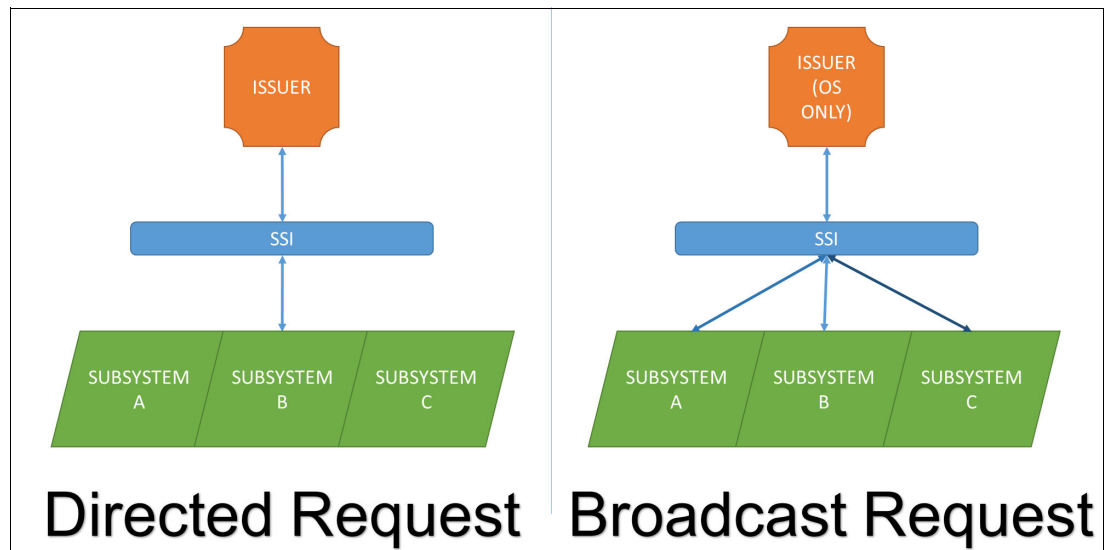 ISSUER
SSI
SUBSYSTEM
A
SUBSYSTEM
B
SUBSYSTEM
C
Directed Request
ISSUER
(OS
ONLY)
SSI
SUBSYSTEM
A
SUBSYSTEM
B
SUBSYSTEM
C
Broadcast Request